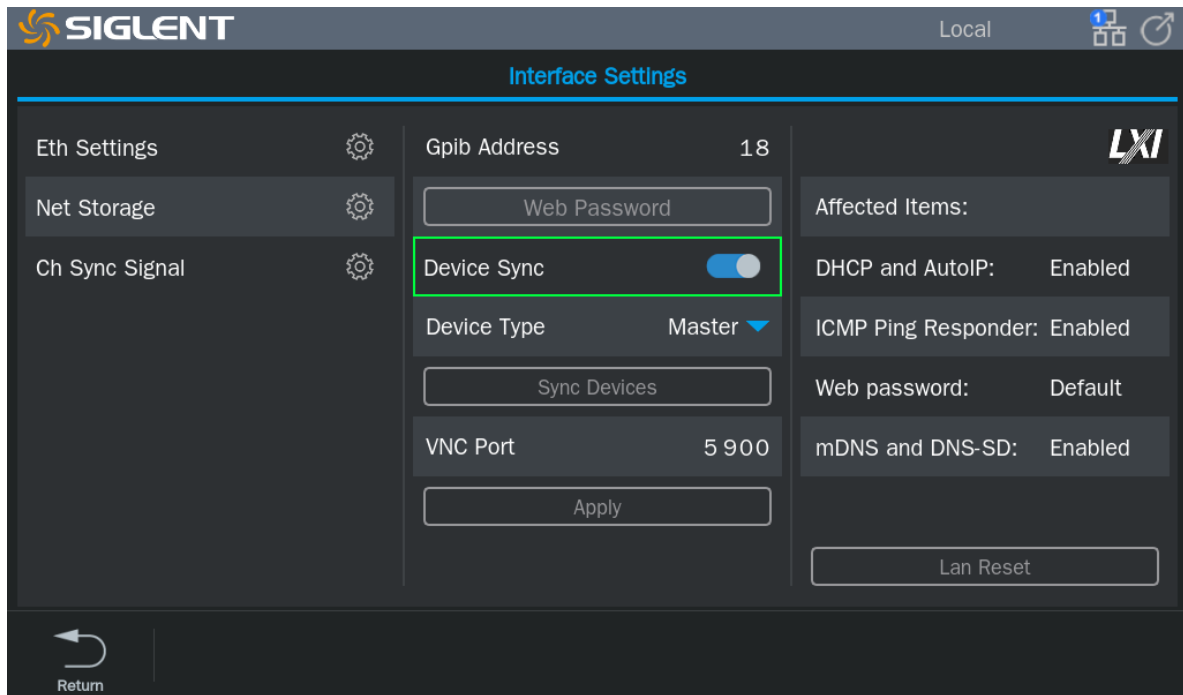 SIGLENT
Local
1
Interface Settings
Eth Settings
Net Storage
Ch Sync Signal
Gpib Address 18
Web Password
Device Sync
Device Type Master
Sync Devices
VNC Port 5900
Apply
LXI
Affected Items:
DHCP and AutoIP: Enabled
ICMP Ping Responder: Enabled
Web password: Default
mDNS and DNS-SD: Enabled
Lan Reset
Return